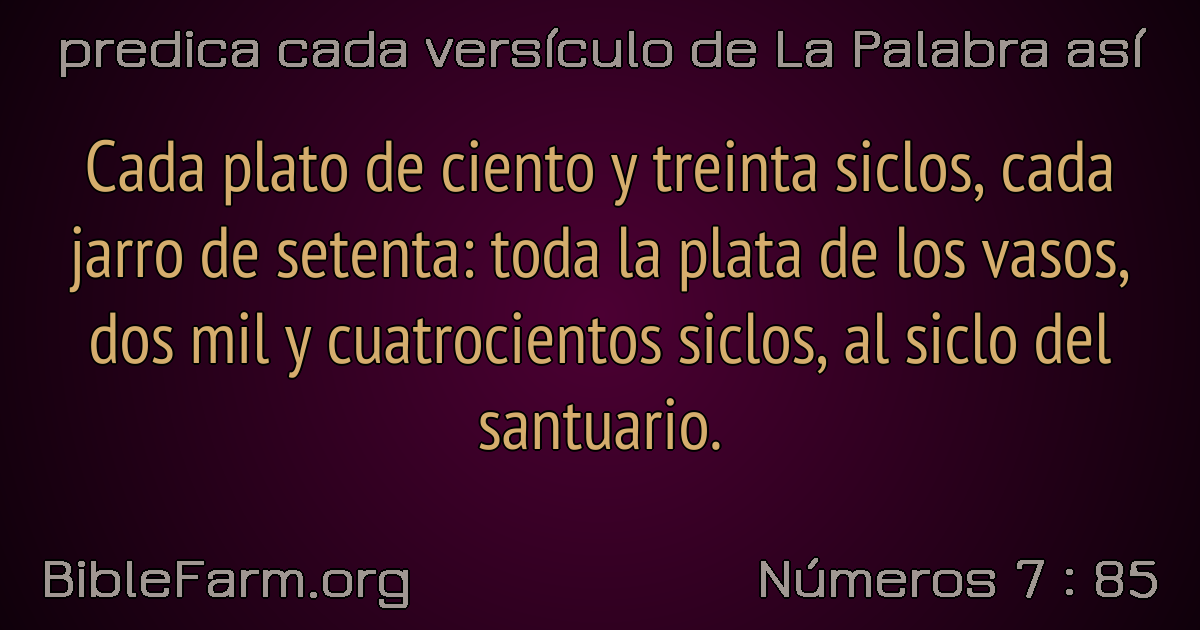 predica cada versículo de La Palabra así
Cada plato de ciento y treinta siclos, cada
jarro de setenta: toda la plata de los vasos,
dos mil y cuatrocientos siclos, al siclo del
santuario.
BibleFarm.org
Números 7 : 85